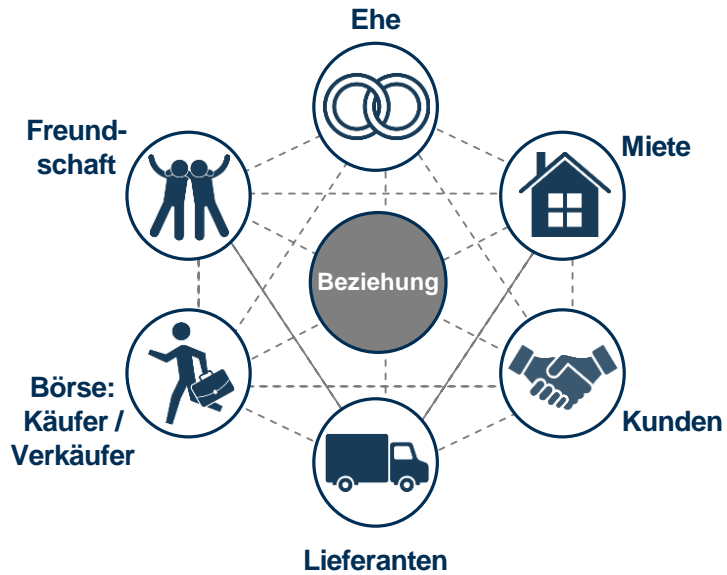 Ehe
Freund-
schaft
Miete
Beziehung
Börse:
Käufer /
Verkäufer
Kunden
Lieferanten